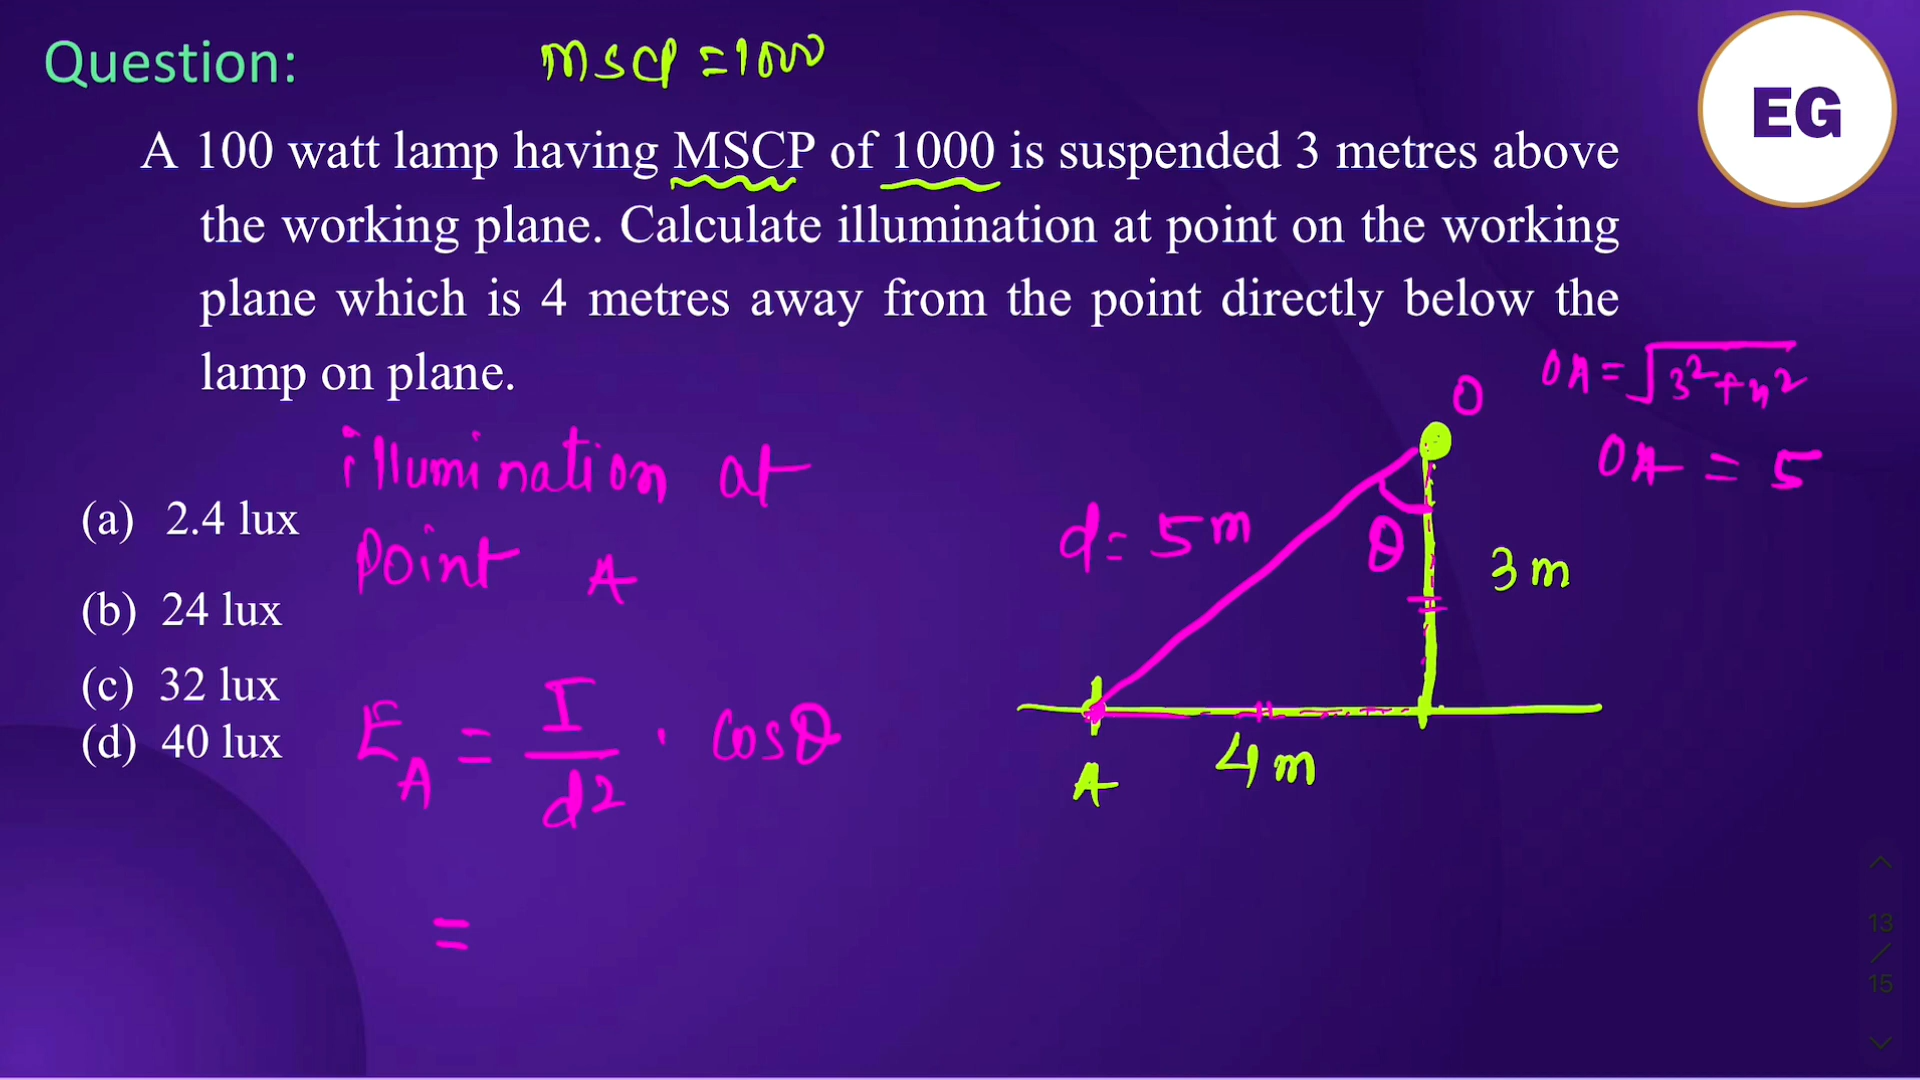 Question:
MSCP = 1000
EG
A 100 watt lamp having MSCP of 1000 is suspended 3 metres above
the working plane. Calculate illumination at point on the working
plane which is 4 metres away from the point directly below the
lamp on plane.
OA = √3²+4²
O
OA = 5
illumination at
point A
(a) 2.4 lux
(b) 24 lux
(c) 32 lux
(d) 40 lux
d = 5m
θ
3m
E_A = I/d² . cosθ
A
4m
=
13
/
15